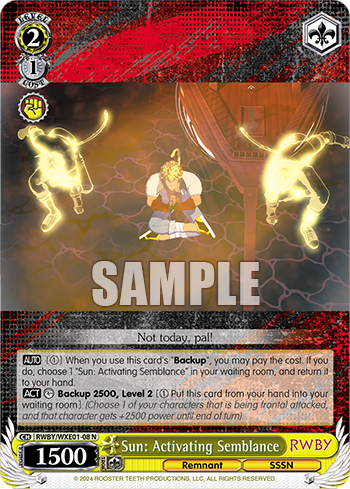 LEVEL
2
1
COST
SAMPLE
Not today, pal!
AUTO [(1)] When you use this card's "Backup", you may pay the cost. If you
do, choose 1 "Sun: Activating Semblance" in your waiting room, and return it
to your hand.
ACT Backup 2500, Level 2 [(1) Put this card from your hand into your
waiting room] (Choose 1 of your characters that is being frontal attacked,
and that character gets +2500 power until end of turn)
RWBY/WXE01-08 N
1500
Sun: Activating Semblance
RWBY
Remnant
SSSN
© 2024 ROOSTER TEETH PRODUCTIONS, LLC, ALL RIGHTS RESERVED.